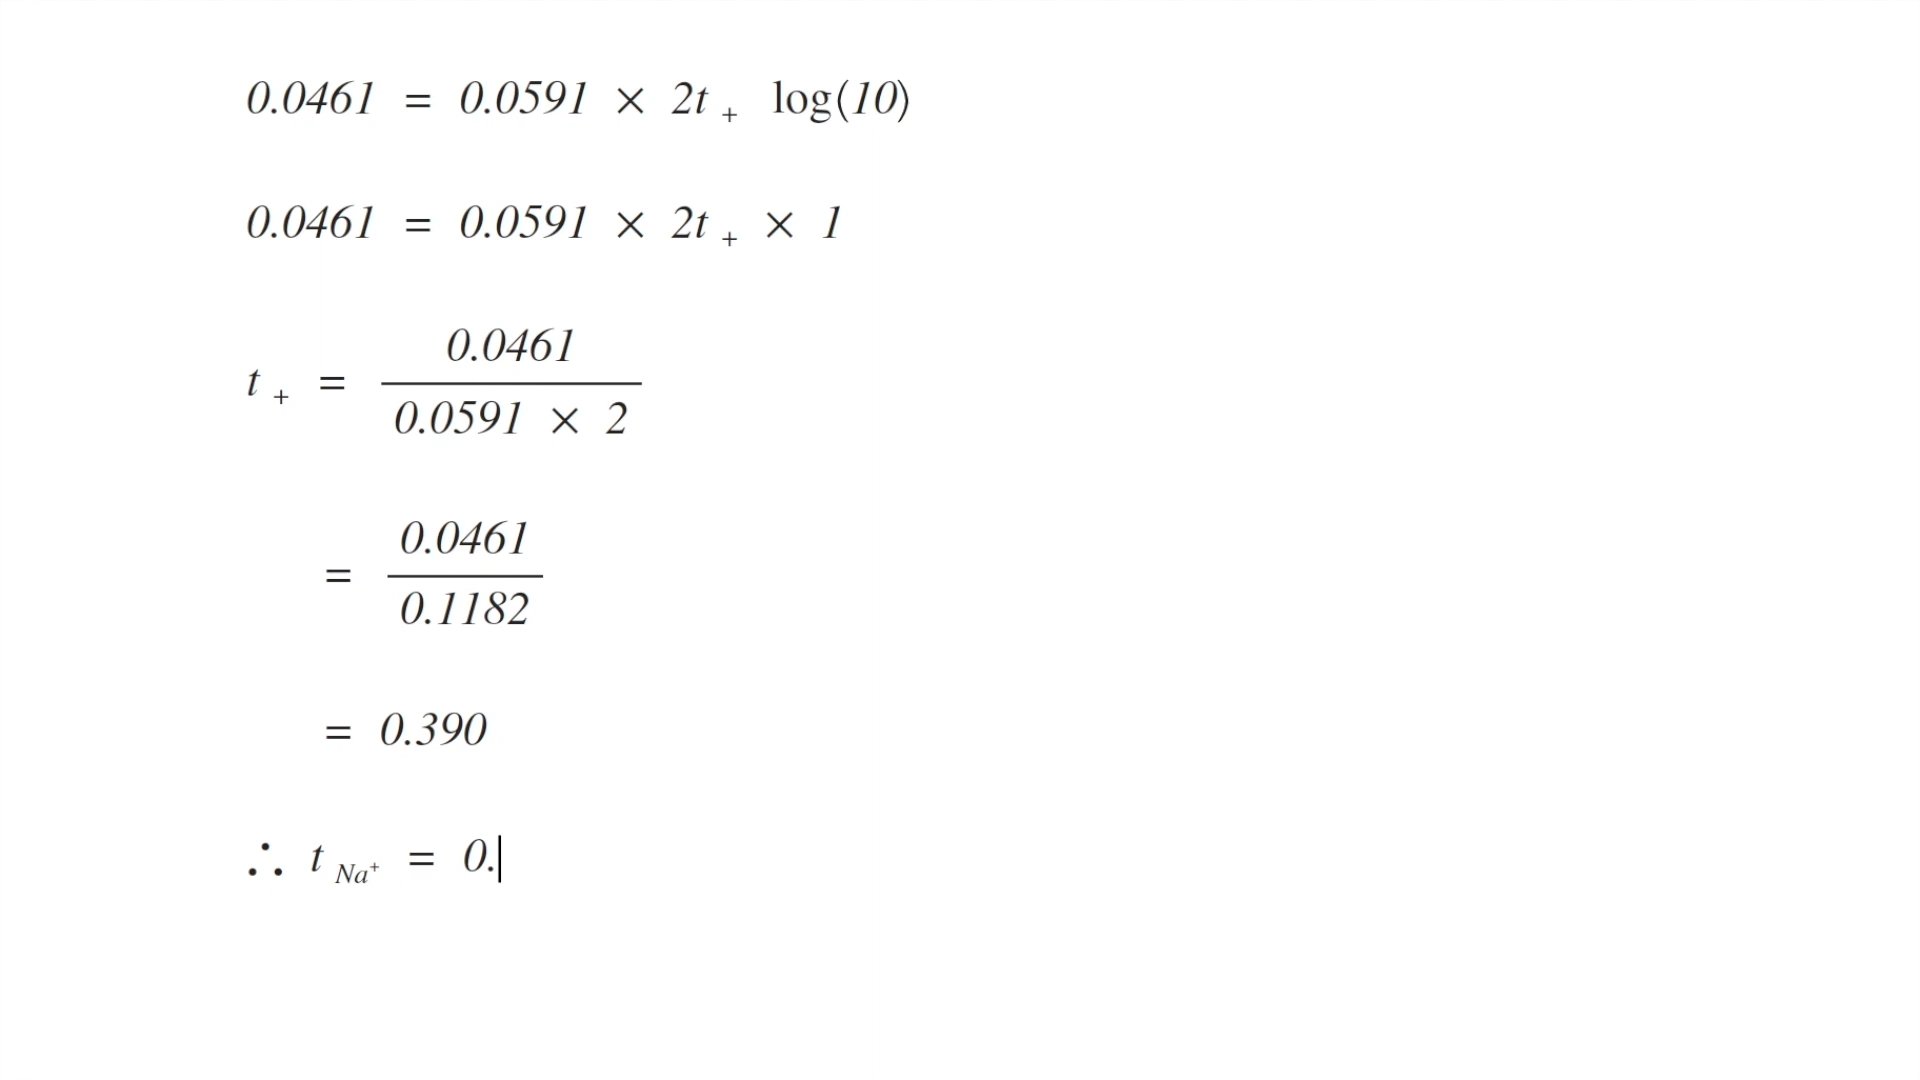 0.0461 = 0.0591 × 2t₊ log(10)
0.0461 = 0.0591 × 2t₊ × 1
t₊ = 0.0461 / 0.0591 × 2
= 0.0461 / 0.1182
= 0.390
∴ t Na⁺ = 0.